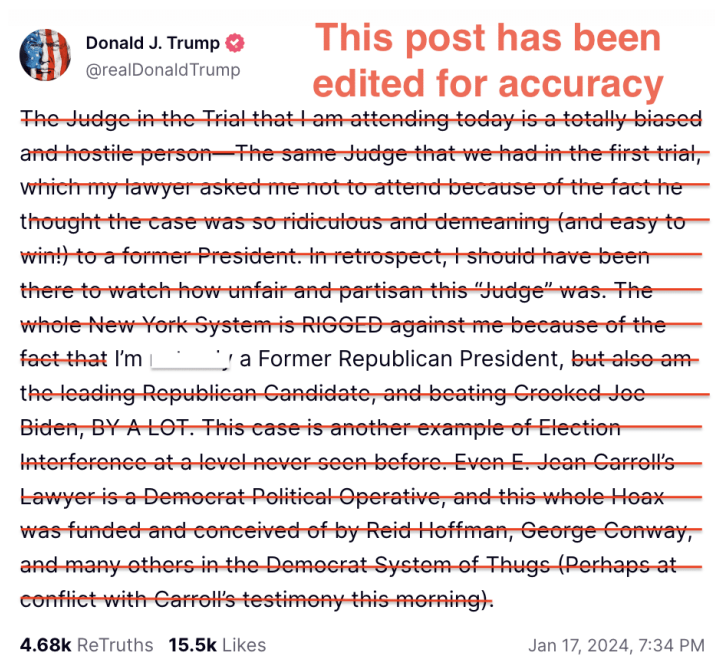 Donald J. Trump
@realDonaldTrump
This post has been
edited for accuracy
The Judge in the Trial that I am attending today is a totally biased
and hostile person—The same Judge that we had in the first trial,
which my lawyer asked me not to attend because of the fact he
thought the case was so ridiculous and demeaning (and easy to
win!) to a former President. In retrospect, I should have been
there to watch how unfair and partisan this “Judge” was. The
whole New York System is RIGGED against me because of the
fact that I’m a Former Republican President, but also am
the leading Republican Candidate, and beating Crooked Joe
Biden, BY A LOT. This case is another example of Election
Interference at a level never seen before. Even E. Jean Carroll’s
Lawyer is a Democrat Political Operative, and this whole Hoax
was funded and conceived of by Reid Hoffman, George Conway,
and many others in the Democrat System of Thugs (Perhaps at
conflict with Carroll’s testimony this morning).
4.68k ReTruths 15.5k Likes Jan 17, 2024, 7:34 PM